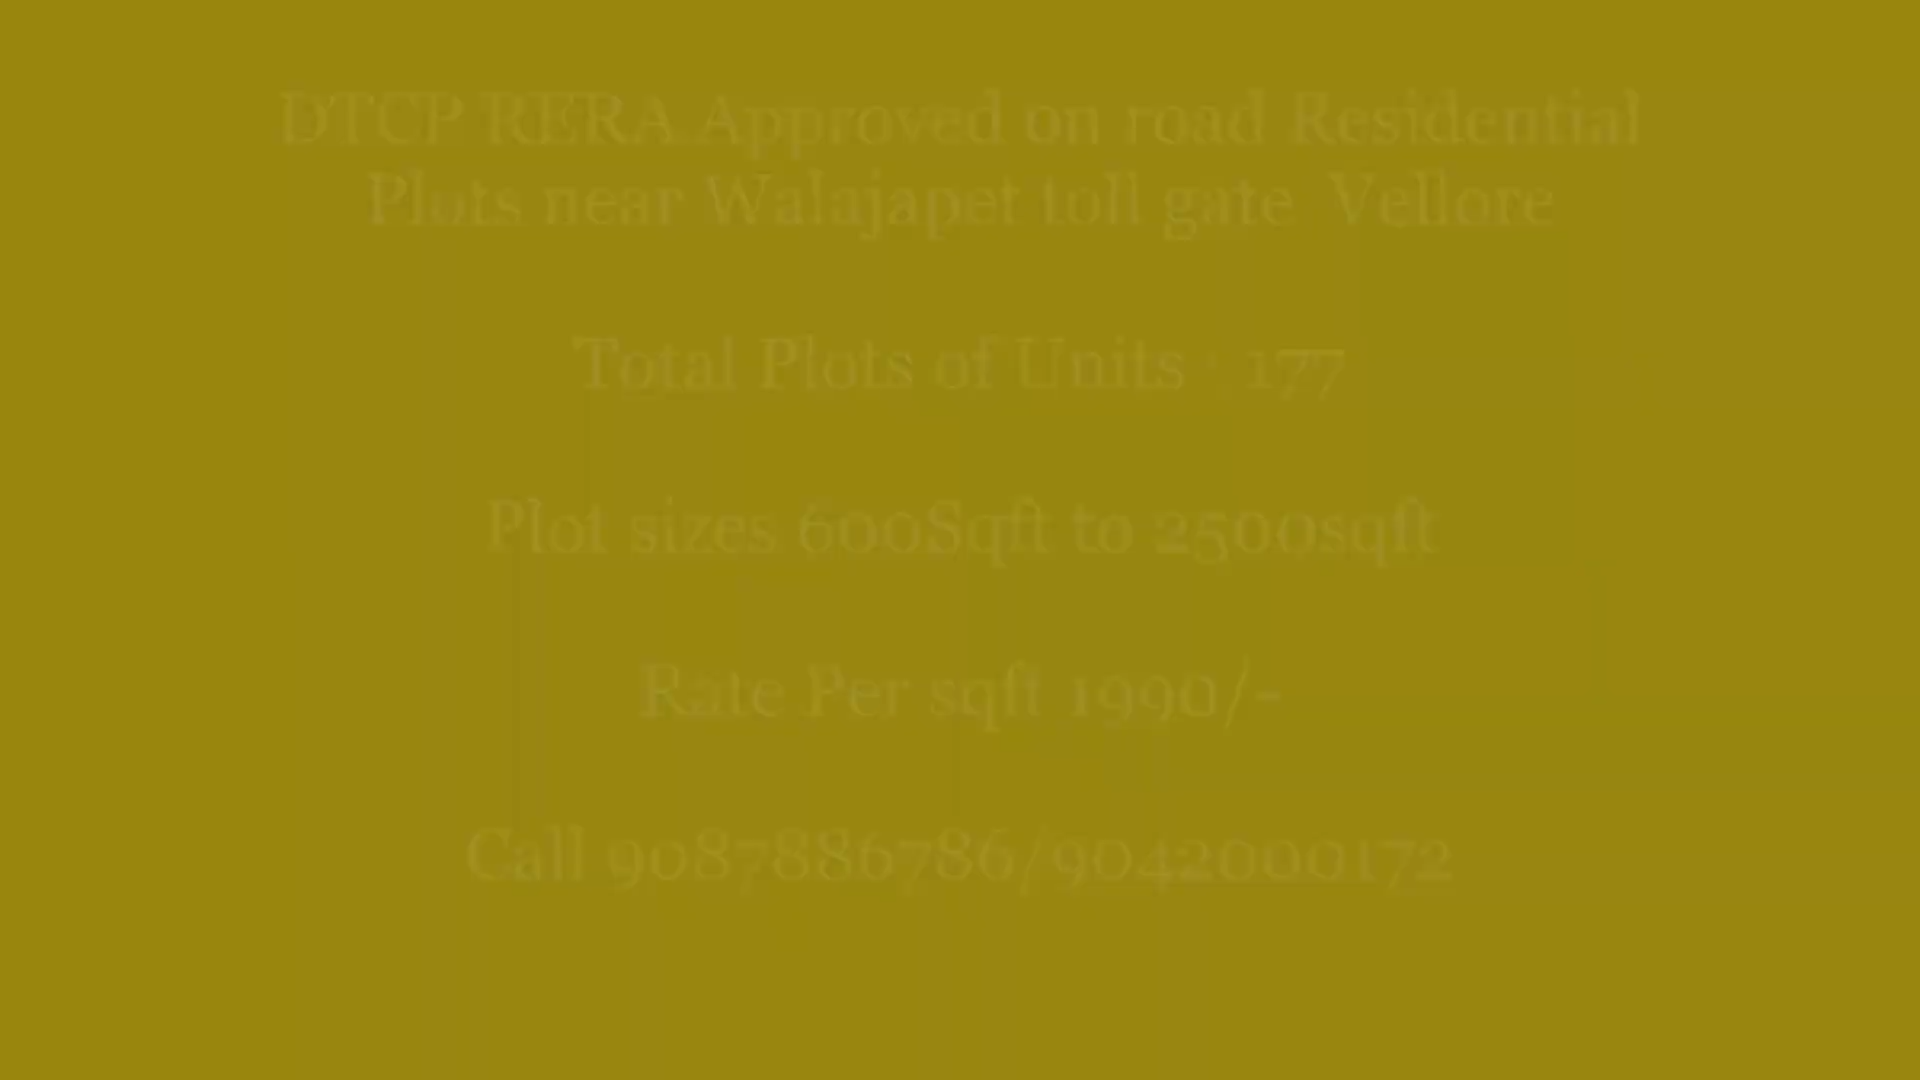 DTCP RERA Approved on road Residential
Plots near Walajapet toll gate  Vellore
Total Plots of Units : 177
Plot sizes 600Sqft to 2500sqft
Rate Per sqft 1990/-
Call 9087886786/9042000172